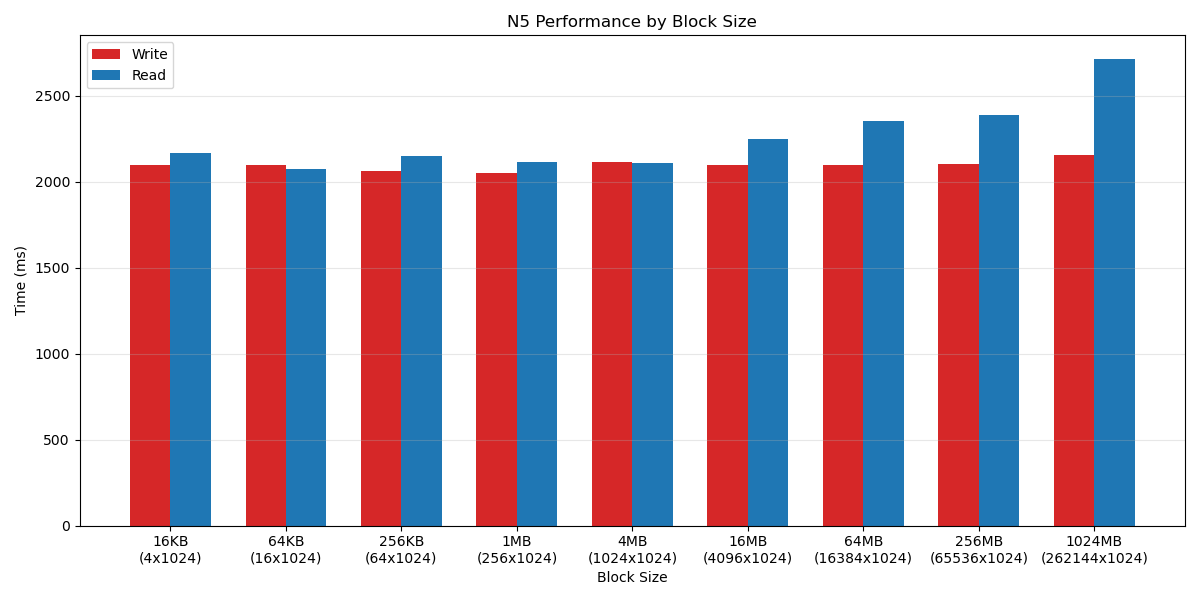 N5 Performance by Block Size
Write
Read
Time (ms)
2500
2000
1500
1000
500
0
16KB 64KB 256KB 1MB 4MB 16MB 64MB 256MB 1024MB
(4x1024) (16x1024) (64x1024) (256x1024) (1024x1024) (4096x1024) (16384x1024) (65536x1024) (262144x1024)
Block Size